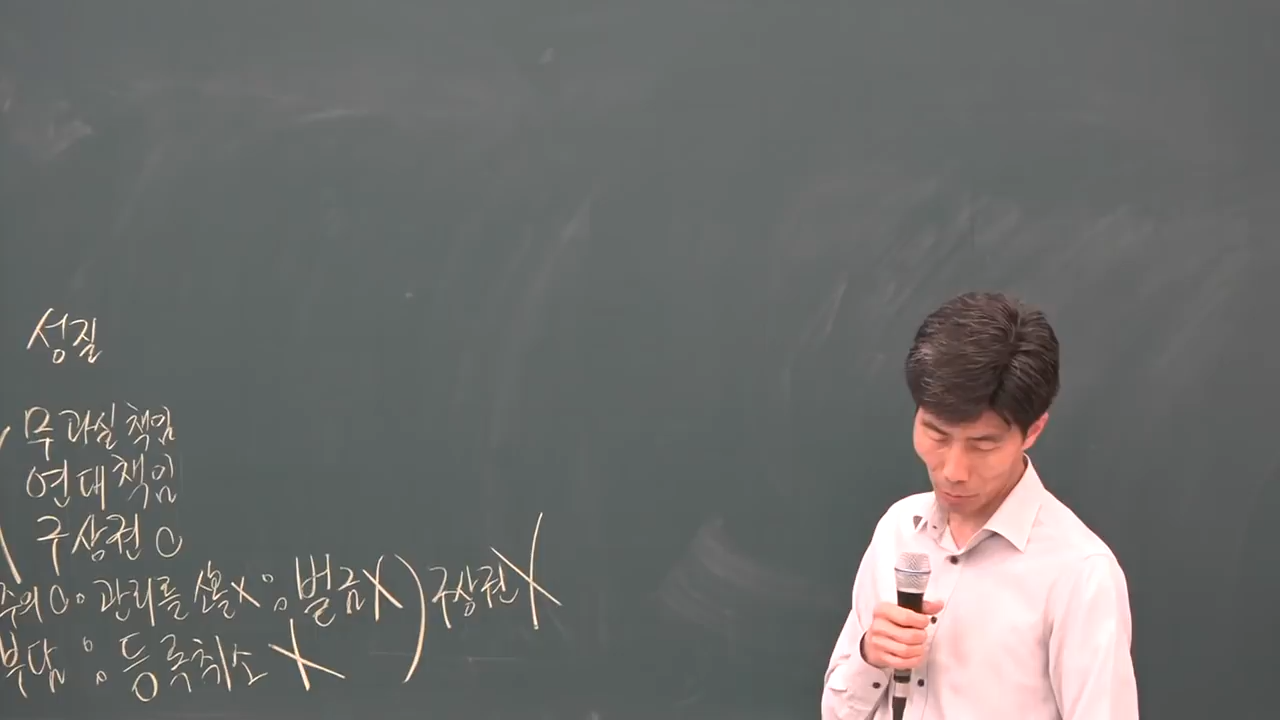 성질
무과실책임
연대책임
구상권 O
주의 O : 관리를 소홀 X : 벌금 X ) 구상권 X
부담 : 등록취소 X